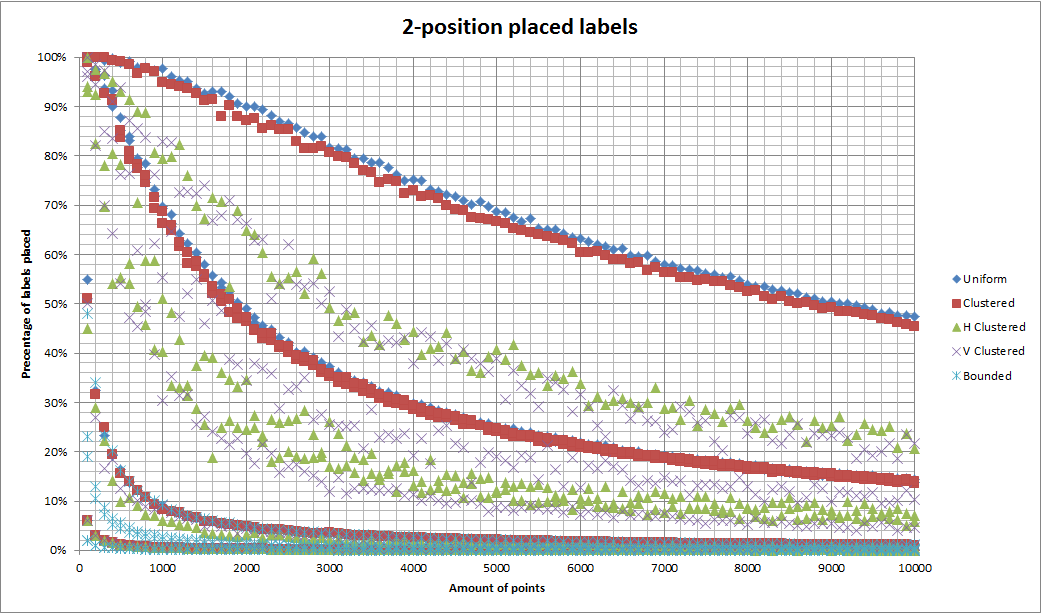 2-position placed labels
100%
90%
80%
70%
60%
50%
40%
30%
20%
10%
0%
Precentage of labels placed
0 1000 2000 3000 4000 5000 6000 7000 8000 9000 10000
Amount of points
Uniform
Clustered
H Clustered
V Clustered
Bounded